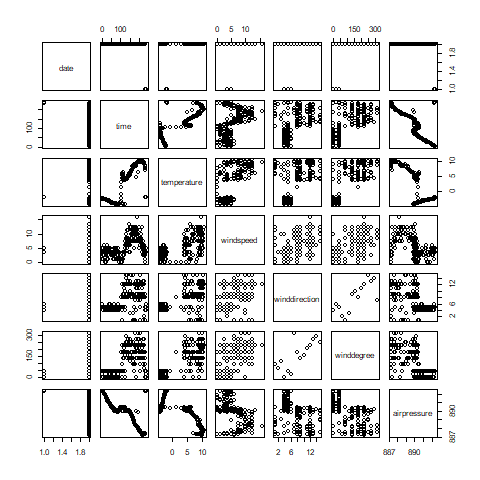 0 100
0 5 10
0 150 300
date
1.0 1.4 1.8
0 100
time
temperature
0 5 10
0 5 10
windspeed
winddirection
2 6 12
0 150 300
winddegree
airpressure
887 890
1.0 1.4 1.8
0 5 10
2 6 12
887 890